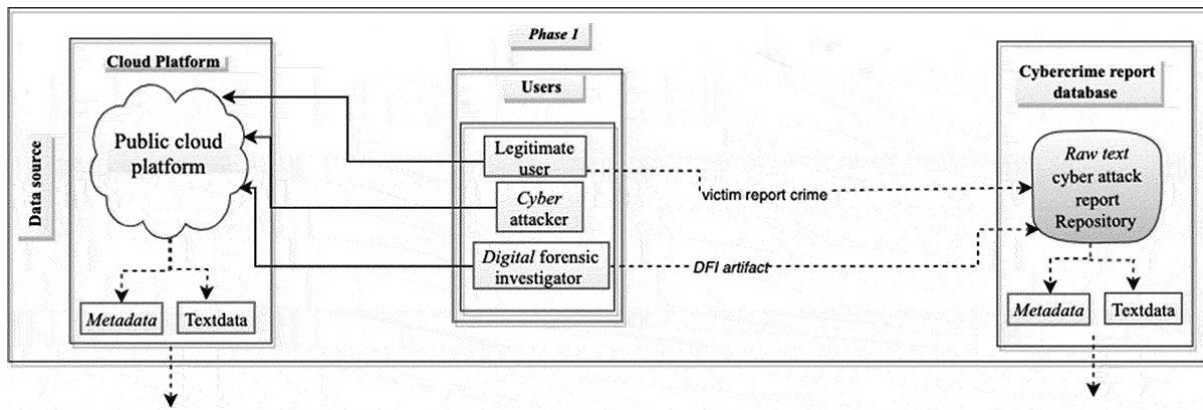 Phase 1
Data source
Cloud Platform
Public cloud
platform
Metadata
Textdata
Users
Legitimate
user
Cyber
attacker
Digital forensic
investigator
victim report crime
DFI artifact
Cybercrime report
database
Raw text
cyber attack
report
Repository
Metadata
Textdata